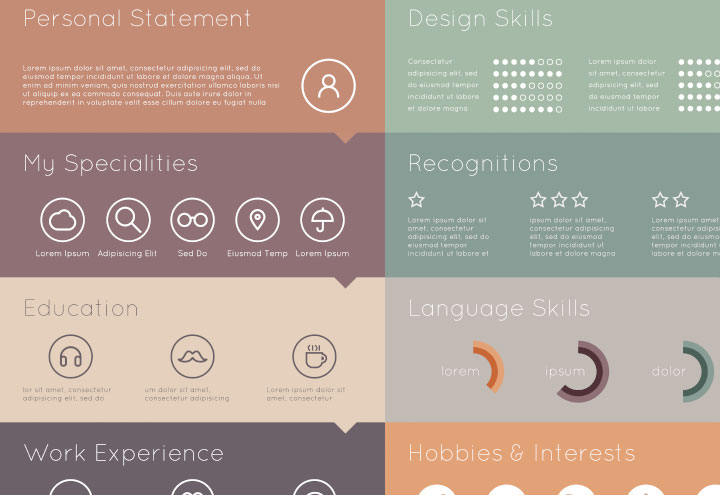 Personal Statement
Lorem ipsum dolor sit amet, consectetur adipisicing elit, sed do
eiusmod tempor incididunt ut labore et dolore magna aliqua. Ut
enim ad minim veniam, quis nostrud exercitation ullamco laboris nisi
ut aliquip ex ea commodo consequat. Duis aute irure dolor in
reprehenderit in voluptate velit esse cillum dolore eu fugiat nulla
Design Skills
Consectetur
adipisicing elit, sed
do eiusmod tempor
incididunt ut labore
et dolore magna
Lorem ipsum dolor
sit amet, consectetur
adipisicing elit, sed
do eiusmod tempor
incididunt ut labore
My Specialities
Lorem Ipsum
Adipisicing Elit
Sed Do
Eiusmod Temp
Lorem Ipsum
Recognitions
Lorem ipsum dolor sit
amet, consectetur
adipisicing elit, sed do
eiusmod tempor
incididunt ut labore et
ipsum dolor sit amet,
consectetur adipisicing
elit, sed do eiusmod
tempor incididunt ut
labore et dolore magna
Lorem ipsum
consectetur
elit, sed do
tempor incididunt
labore et dolore
Education
lor sit amet, consectetur
adipisicing elit, sed do
um dolor sit amet,
consectetur adipisicing
Lorem ipsum dolor sit
amet, consectetur
Language Skills
lorem
ipsum
dolor
Work Experience
Hobbies & Interests